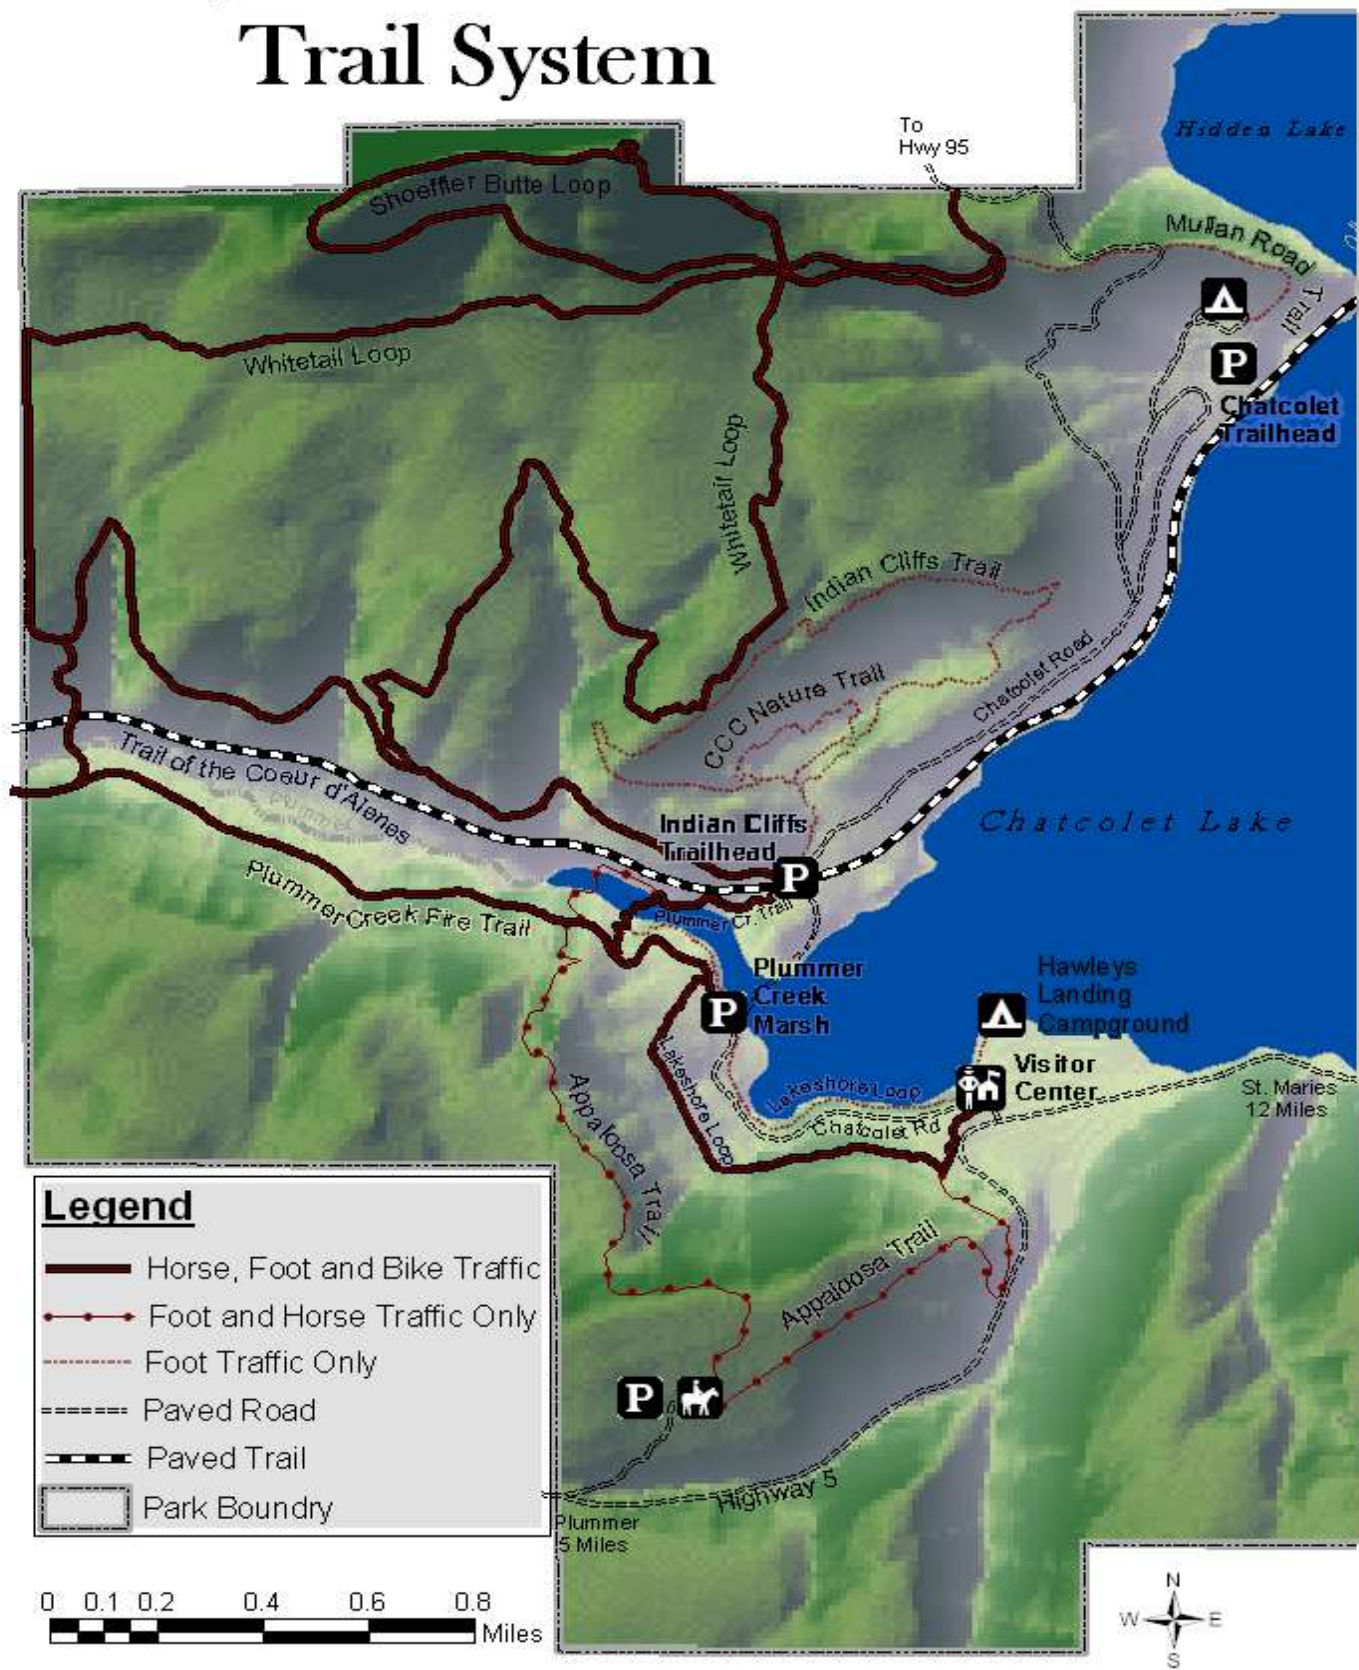 Trail System
To
Hwy 95
Hidden Lake
Shoeffler Butte Loop
Mullan Road
Trail
Whitetail Loop
P
Chatcolet
Trailhead
Whitetail Loop
Indian Cliffs Trail
CCC Nature Trail
Chatcolet Road
Trail of the Coeur d'Alenes
Plummer
Indian Cliffs
Trailhead
P
Chatcolet Lake
Plummer Creek Fire Trail
Plummer Cr. Trail
Plummer
Creek
Marsh
P
Hawleys
Landing
Campground
Visitor
Center
Lakeshore Loop
Lakeshore Loop
Chatcolet Rd
St. Maries
12 Miles
Appaloosa Trail
Appaloosa Trail
P
Highway 5
Plummer
5 Miles
Legend
Horse, Foot and Bike Traffic
Foot and Horse Traffic Only
Foot Traffic Only
Paved Road
Paved Trail
Park Boundry
0 0.1 0.2 0.4 0.6 0.8
Miles
N
W E
S